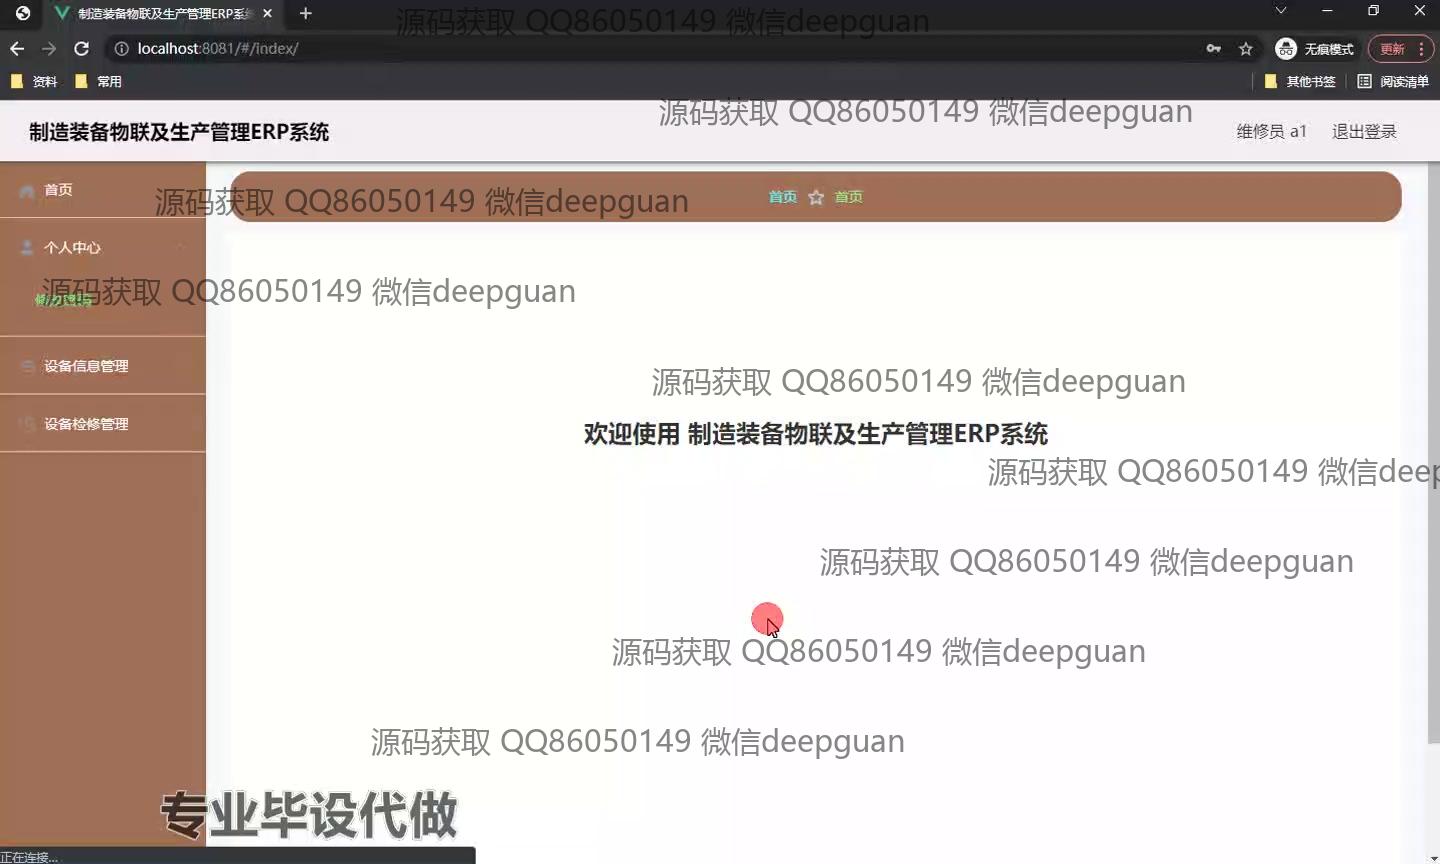 制造装备物联及生产管理ERP系统
源码获取 QQ86050149 微信deepguan
localhost:8081/#/index/
无痕模式
更新
资料
常用
其他书签
阅读清单
源码获取 QQ86050149 微信deepguan
制造装备物联及生产管理ERP系统
维修员 a1
退出登录
首页
源码获取 QQ86050149 微信deepguan
首页
首页
个人中心
源码获取 QQ86050149 微信deepguan
设备信息管理
源码获取 QQ86050149 微信deepguan
设备检修管理
欢迎使用 制造装备物联及生产管理ERP系统
源码获取 QQ86050149 微信deep
源码获取 QQ86050149 微信deepguan
源码获取 QQ86050149 微信deepguan
源码获取 QQ86050149 微信deepguan
专业毕设代做
正在连接...